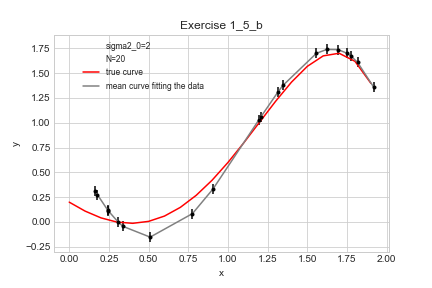 Exercise 1_5_b
sigma2_0=2
N=20
true curve
mean curve fitting the data
y
1.75
1.50
1.25
1.00
0.75
0.50
0.25
0.00
−0.25
0.00 0.25 0.50 0.75 1.00 1.25 1.50 1.75 2.00
x